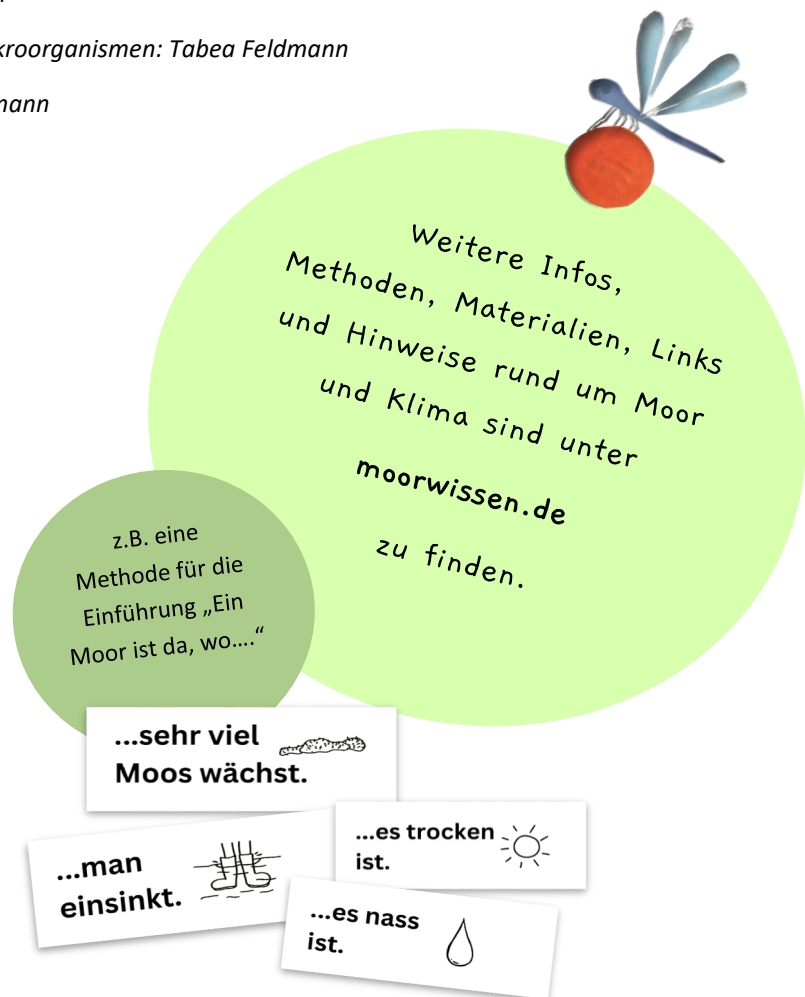 Tabea Feldmann
Weitere Infos,
Methoden, Materialien, Links
und Hinweise rund um Moor
und Klima sind unter
moorwissen.de
zu finden.
z.B. eine
Methode für die
Einführung „Ein
Moor ist da, wo....“
...sehr viel
Moos wächst.
...man
einsinkt.
...es trocken
ist.
...es nass
ist.